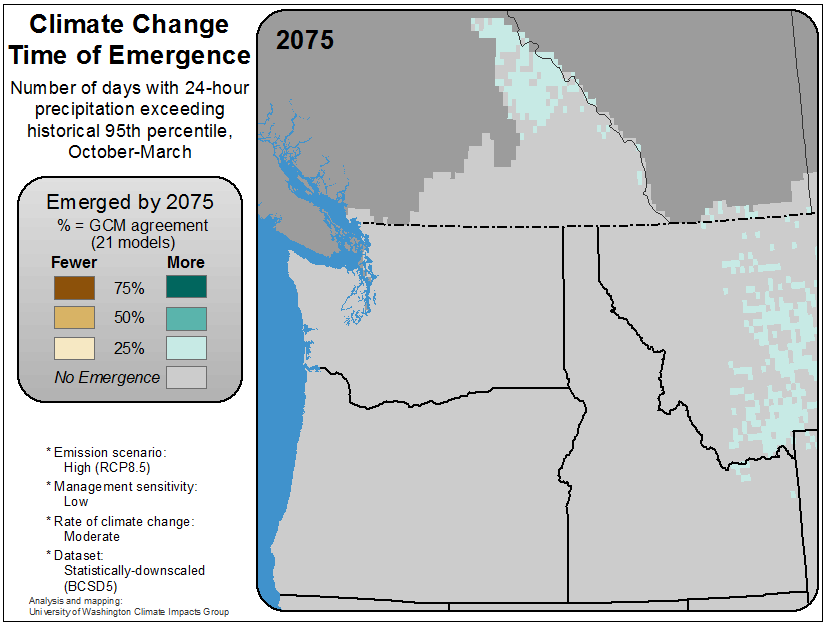 Climate Change
Time of Emergence
Number of days with 24-hour
precipitation exceeding
historical 95th percentile,
October-March
2075
Emerged by 2075
% = GCM agreement
(21 models)
Fewer More
75%
50%
25%
No Emergence
* Emission scenario:
High (RCP8.5)
* Management sensitivity:
Low
* Rate of climate change:
Moderate
* Dataset:
Statistically-downscaled
(BCSD5)
Analysis and mapping:
University of Washington Climate Impacts Group